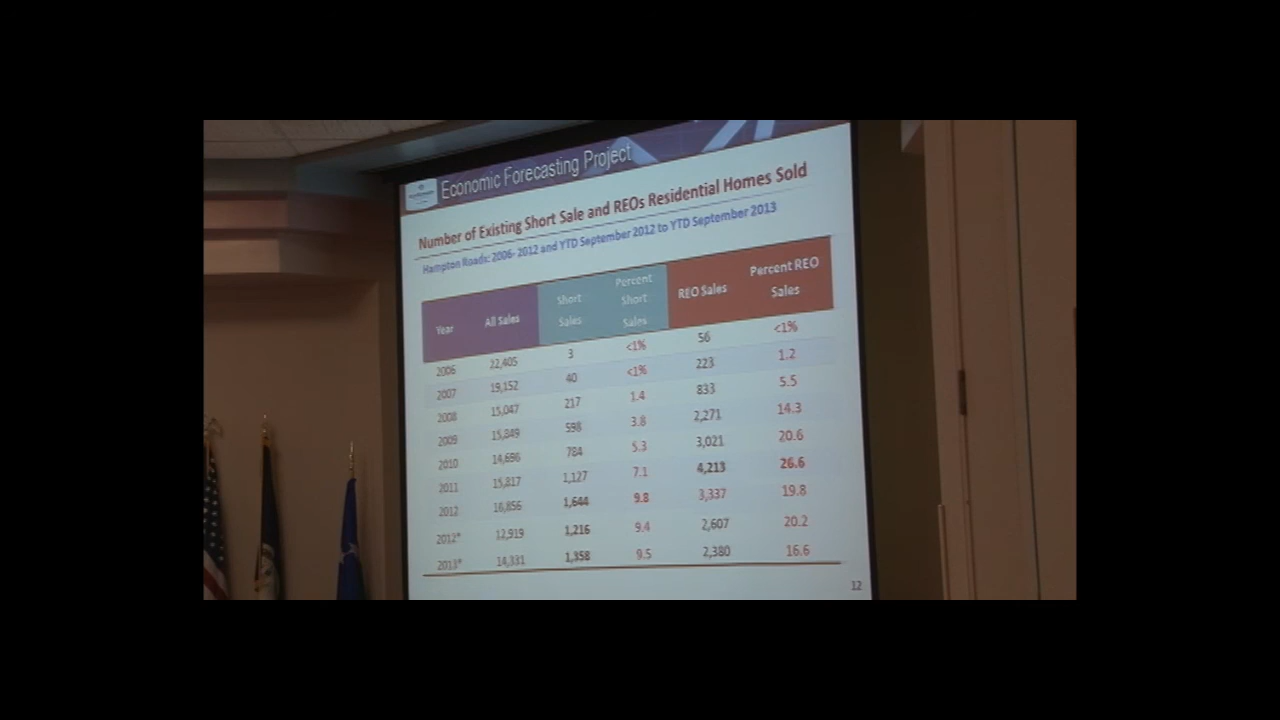 Economic Forecasting Project
Number of Existing Short Sale and REOs Residential Homes Sold
Hampton Roads: 2006- 2012 and YTD September 2012 to YTD September 2013
Year All Sales Short Sales Percent Short Sales REO Sales Percent REO Sales
2006 22,405 3 <1% 56 <1%
2007 19,152 40 <1% 223 1.2
2008 15,047 217 1.4 833 5.5
2009 15,849 598 3.8 2,271 14.3
2010 14,696 784 5.3 3,021 20.6
2011 15,817 1,127 7.1 4,213 26.6
2012 16,856 1,644 9.8 3,337 19.8
2012* 12,919 1,216 9.4 2,607 20.2
2013* 14,331 1,358 9.5 2,380 16.6
12